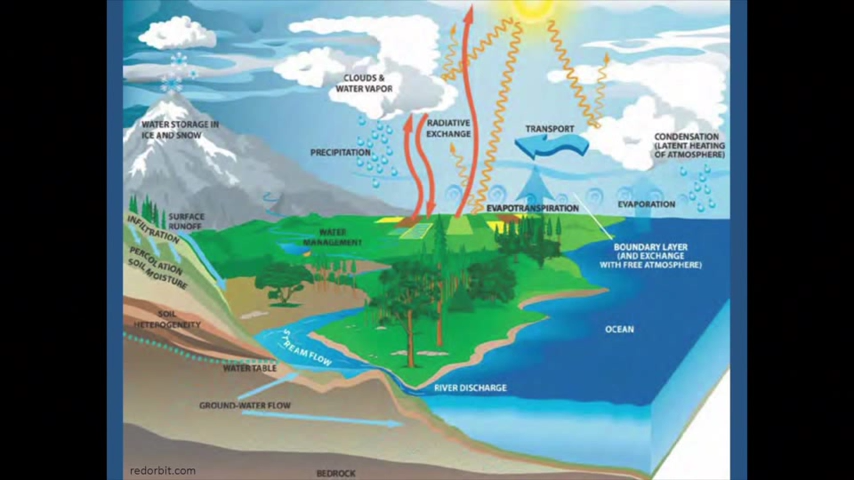 CLOUDS &
WATER VAPOR
WATER STORAGE IN
ICE AND SNOW
RADIATIVE
EXCHANGE
TRANSPORT
CONDENSATION
(LATENT HEATING
OF ATMOSPHERE)
PRECIPITATION
EVAPOTRANSPIRATION
EVAPORATION
SURFACE
RUNOFF
INFILTRATION
WATER
MANAGEMENT
PERCOLATION
SOIL MOISTURE
BOUNDARY LAYER
(AND EXCHANGE
WITH FREE ATMOSPHERE)
SOIL
HETEROGENEITY
OCEAN
STREAM FLOW
WATER TABLE
RIVER DISCHARGE
GROUND-WATER FLOW
BEDROCK
redorbit.com